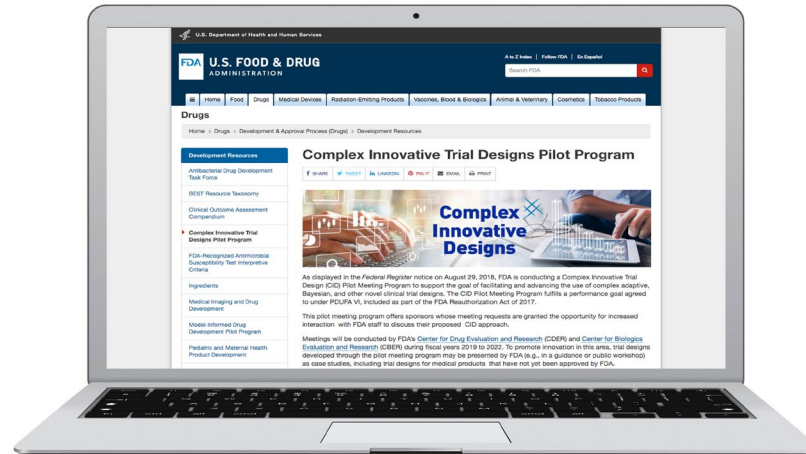 U.S. Department of Health and Human Services
A to Z Index | Follow FDA | En Español
FDA U.S. FOOD & DRUG
ADMINISTRATION
Search FDA
Home Food Drugs Medical Devices Radiation-Emitting Products Vaccines, Blood & Biologics Animal & Veterinary Cosmetics Tobacco Products
Drugs
Home > Drugs > Development & Approval Process (Drugs) > Development Resources
Development Resources
Antibacterial Drug Development
Task Force
BEST Resource Taxonomy
Clinical Outcome Assessment
Compendium
Complex Innovative Trial
Designs Pilot Program
FDA-Recognized Antimicrobial
Susceptibility Test Interpretive
Criteria
Ingredients
Medical Imaging and Drug
Development
Model-Informed Drug
Development Pilot Program
Pediatric and Maternal Health
Product Development
Complex Innovative Trial Designs Pilot Program
SHARE TWEET LINKEDIN PIN IT EMAIL PRINT
Complex
Innovative
Designs
As displayed in the Federal Register notice on August 29, 2018, FDA is conducting a Complex Innovative Trial
Design (CID) Pilot Meeting Program to support the goal of facilitating and advancing the use of complex adaptive,
Bayesian, and other novel clinical trial designs. The CID Pilot Meeting Program fulfills a performance goal agreed
to under PDUFA VI, included as part of the FDA Reauthorization Act of 2017.
This pilot meeting program offers sponsors whose meeting requests are granted the opportunity for increased
interaction with FDA staff to discuss their proposed CID approach.
Meetings will be conducted by FDA's Center for Drug Evaluation and Research (CDER) and Center for Biologics
Evaluation and Research (CBER) during fiscal years 2019 to 2022. To promote innovation in this area, trial designs
developed through the pilot meeting program may be presented by FDA (e.g., in a guidance or public workshop)
as case studies, including trial designs for medical products that have not yet been approved by FDA.